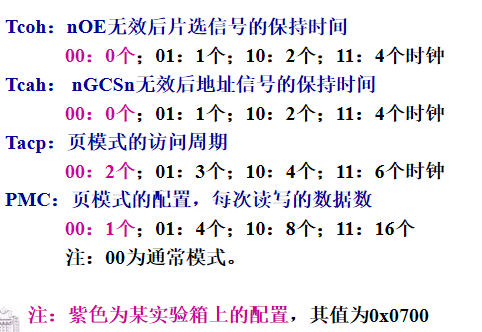 Tcoh：nOE无效后片选信号的保持时间
00：0个；01：1个；10：2个；11：4个时钟
Tcah： nGCSn无效后地址信号的保持时间
00：0个；01：1个；10：2个；11：4个时钟
Tacp：页模式的访问周期
00：2个；01：3个；10：4个；11：6个时钟
PMC：页模式的配置，每次读写的数据数
00：1个；01：4个；10：8个；11：16个
注：00为通常模式。
注：紫色为某实验箱上的配置，其值为0x0700